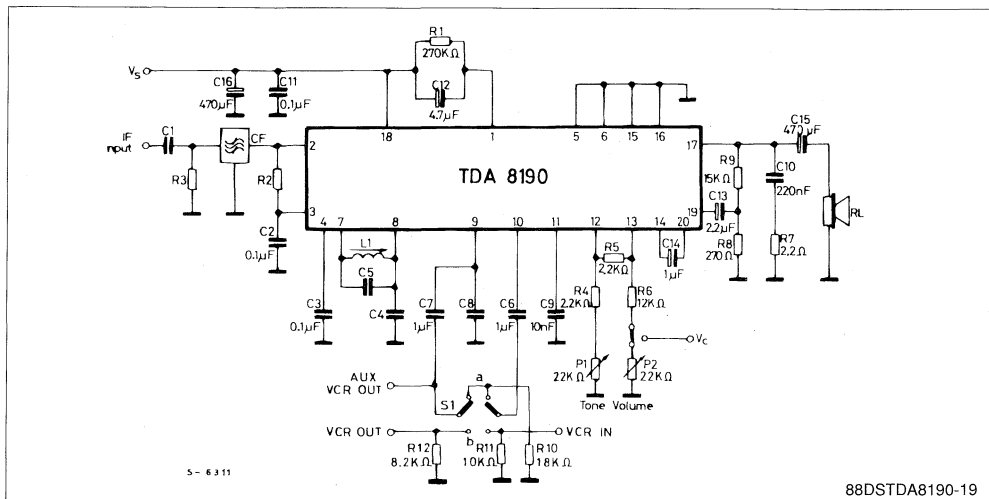 R1
270KΩ
Vs
C16
470µF
C11
0.1µF
C12
4.7µF
18
1
5
6
15
16
IF
nput
C1
CF
R3
R2
2
3
TDA 8190
17
19
C15
470µF
R9
15KΩ
C10
220nF
C13
2.2µF
RL
R8
270Ω
R7
2.2Ω
C2
0.1µF
4
7
8
9
10
11
12
13
14
20
L1
C5
R5
2.2KΩ
C14
1µF
C3
0.1µF
C4
C7
1µF
C8
C6
1µF
C9
10nF
R4
2.2KΩ
R6
12KΩ
Vc
P1
22KΩ
P2
22KΩ
Tone
Volume
AUX
VCR OUT
S1
a
VCR OUT
b
VCR IN
R12
8.2KΩ
R11
10KΩ
R10
18KΩ
S - 6311
88DSTDA8190-19